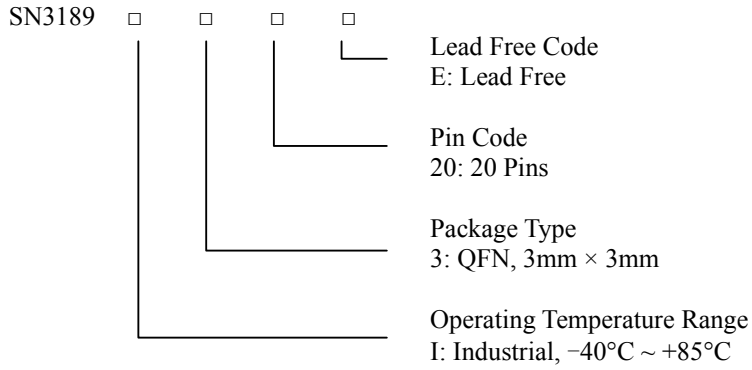 SN3189 □ □ □ □
Lead Free Code
E: Lead Free
Pin Code
20: 20 Pins
Package Type
3: QFN, 3mm × 3mm
Operating Temperature Range
I: Industrial, −40°C ~ +85°C